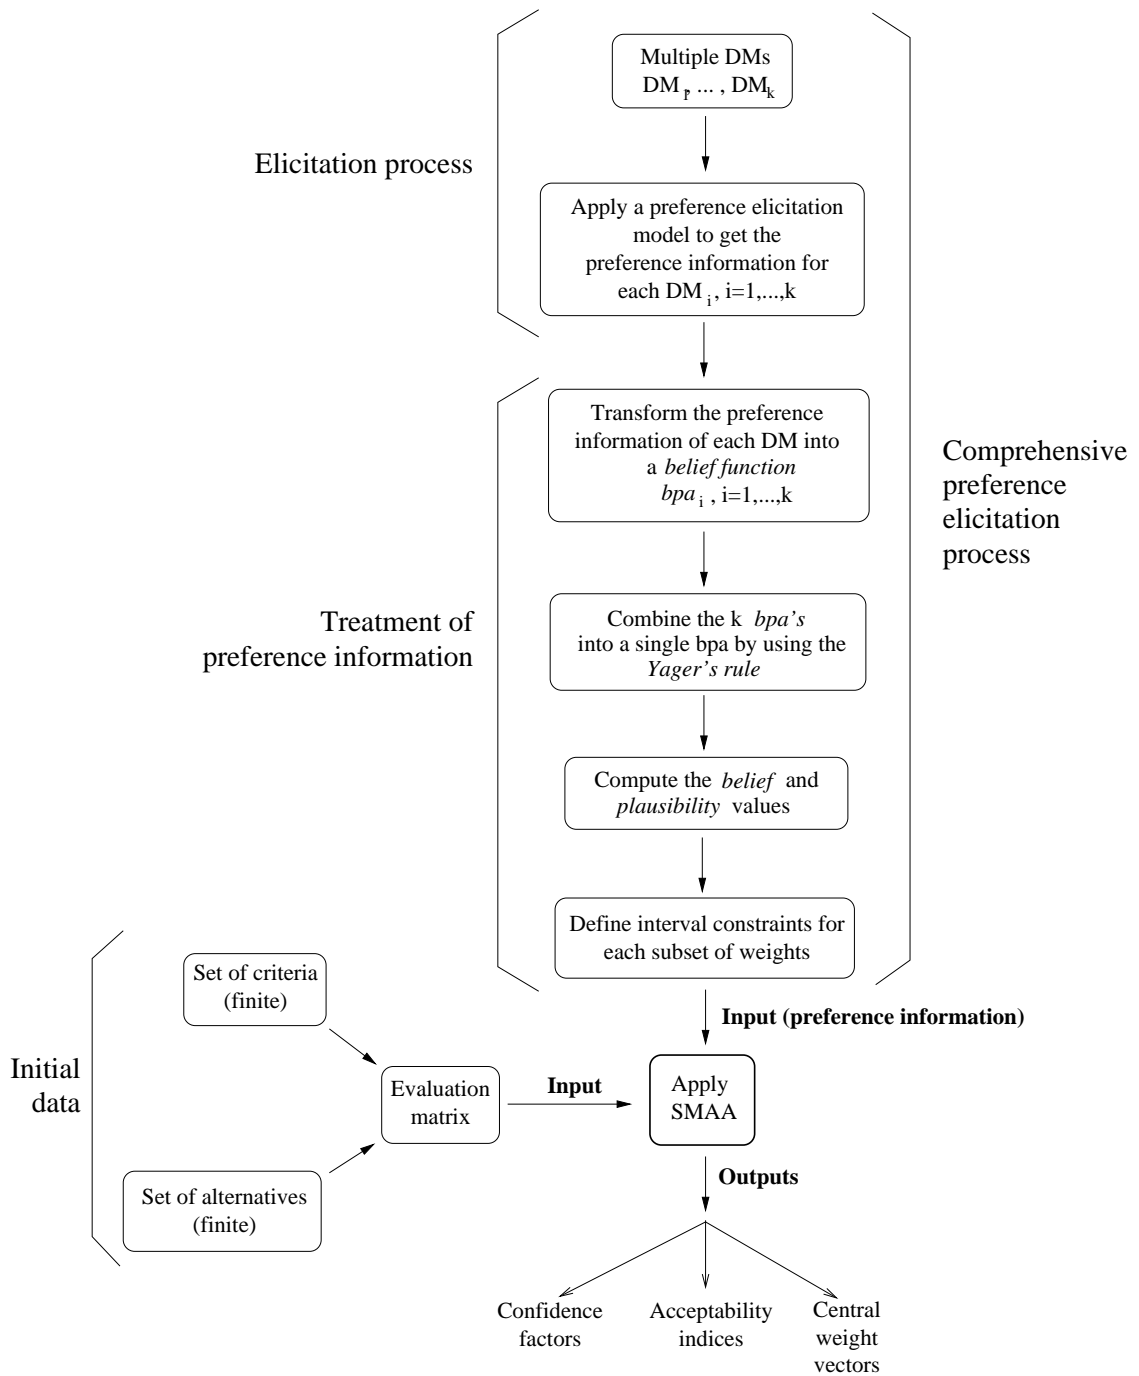 Multiple DMs
DM 1, ... , DMk
Elicitation process
Apply a preference elicitation
model to get the
preference information for
each DM i , i=1,...,k
Transform the preference
information of each DM into
a belief function
bpa i , i=1,...,k
Comprehensive
preference
elicitation
process
Combine the k bpa's
into a single bpa by using the
Yager's rule
Treatment of
preference information
Compute the belief and
plausibility values
Define interval constraints for
each subset of weights
Input (preference information)
Set of criteria
(finite)
Initial
data
Evaluation
matrix
Input
Apply
SMAA
Set of alternatives
(finite)
Outputs
Confidence
factors
Acceptability
indices
Central
weight
vectors